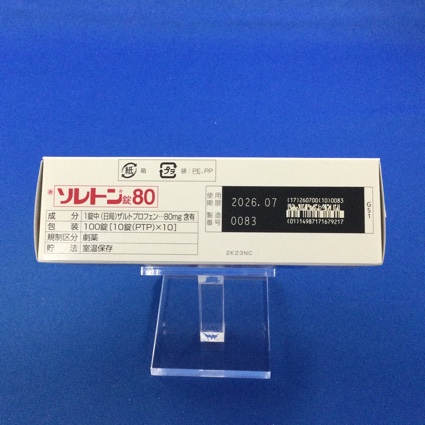 紙 箱 プラ 袋:PE,PP
ソレトン®錠80
成分 1錠中(日局)ザルトプロフェン…80mg 含有
包装 100錠[10錠(PTP)×10]
規制区分 劇薬
貯法 室温保存
使用期限 2026.07
製造番号 0083
(17)260700(10)0083
(01)14987171679217
GS1
2K23NC